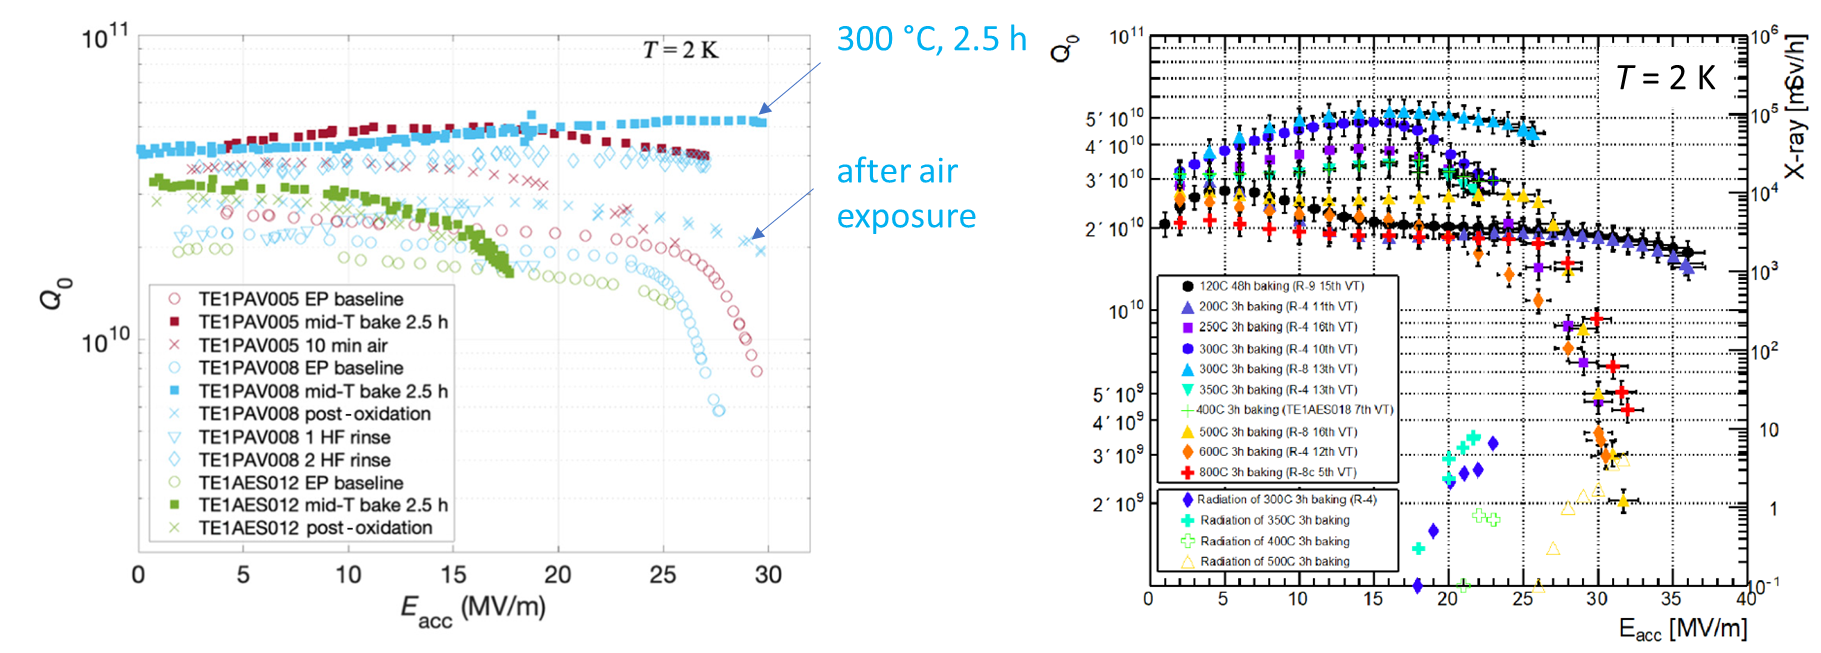 10¹¹
T = 2 K
10¹⁰
Q₀
TE1PAV005 EP baseline
TE1PAV005 mid-T bake 2.5 h
TE1PAV005 10 min air
TE1PAV008 EP baseline
TE1PAV008 mid-T bake 2.5 h
TE1PAV008 post-oxidation
TE1PAV008 1 HF rinse
TE1PAV008 2 HF rinse
TE1AES012 EP baseline
TE1AES012 mid-T bake 2.5 h
TE1AES012 post-oxidation
0 5 10 15 20 25 30
Eacc (MV/m)
300 °C, 2.5 h
after air
exposure
Q₀
10¹¹
5´ 10¹⁰
4´ 10¹⁰
3´ 10¹⁰
2´ 10¹⁰
10¹⁰
5´ 10⁹
4´ 10⁹
3´ 10⁹
2´ 10⁹
T = 2 K
120C 48h baking (R-9 15th VT)
200C 3h baking (R-4 11th VT)
250C 3h baking (R-4 16th VT)
300C 3h baking (R-4 10th VT)
300C 3h baking (R-8 13th VT)
350C 3h baking (R-4 13th VT)
400C 3h baking (TE1AES018 7th VT)
500C 3h baking (R-8 16th VT)
600C 3h baking (R-4 12th VT)
800C 3h baking (R-8c 5th VT)
Radiation of 300C 3h baking (R-4)
Radiation of 350C 3h baking
Radiation of 400C 3h baking
Radiation of 500C 3h baking
10⁶
10⁵
10⁴
10³
10²
10
1
10⁻¹
X-ray [mSv/h]
0 5 10 15 20 25 30 35 40
Eacc [MV/m]